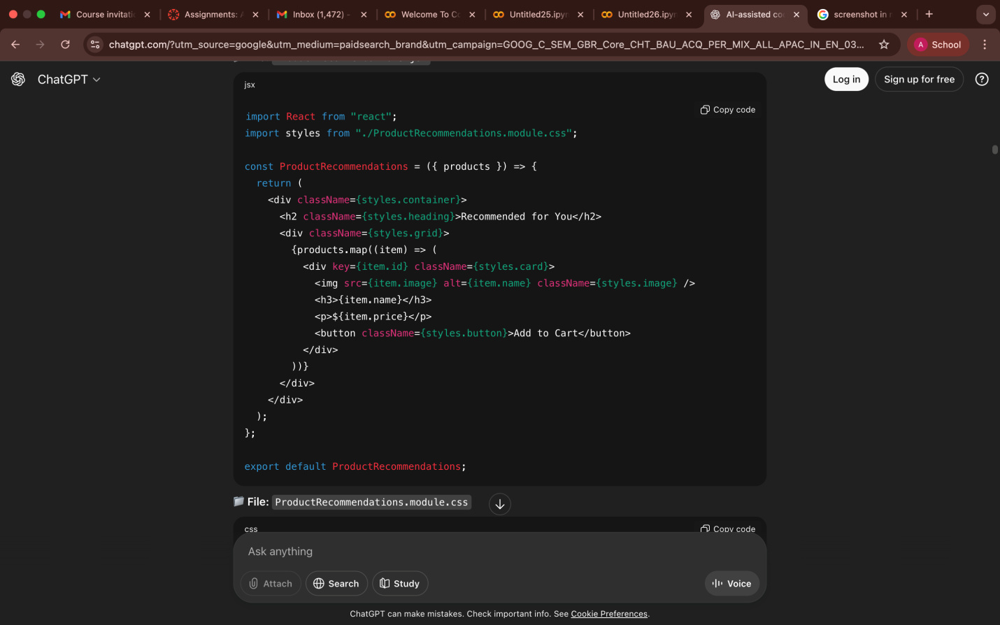 Course invitatio
Assignments: A
Inbox (1,472) -
Welcome To Co
Untitled25.ipyn
Untitled26.ipyn
AI-assisted co
screenshot in
chatgpt.com/?utm_source=google&utm_medium=paidsearch_brand&utm_campaign=GOOG_C_SEM_GBR_Core_CHT_BAU_ACQ_PER_MIX_ALL_APAC_IN_EN_03...
A School
ChatGPT
Log in
Sign up for free
?
jsx
Copy code
import React from "react";
import styles from "./ProductRecommendations.module.css";
const ProductRecommendations = ({ products }) => {
return (
<div className={styles.container}>
<h2 className={styles.heading}>Recommended for You</h2>
<div className={styles.grid}>
{products.map((item) => (
<div key={item.id} className={styles.card}>
<img src={item.image} alt={item.name} className={styles.image} />
<h3>{item.name}</h3>
<p>${item.price}</p>
<button className={styles.button}>Add to Cart</button>
</div>
))}
</div>
</div>
);
};
export default ProductRecommendations;
File: ProductRecommendations.module.css
css
Copy code
Ask anything
Attach
Search
Study
Voice
ChatGPT can make mistakes. Check important info. See Cookie Preferences.